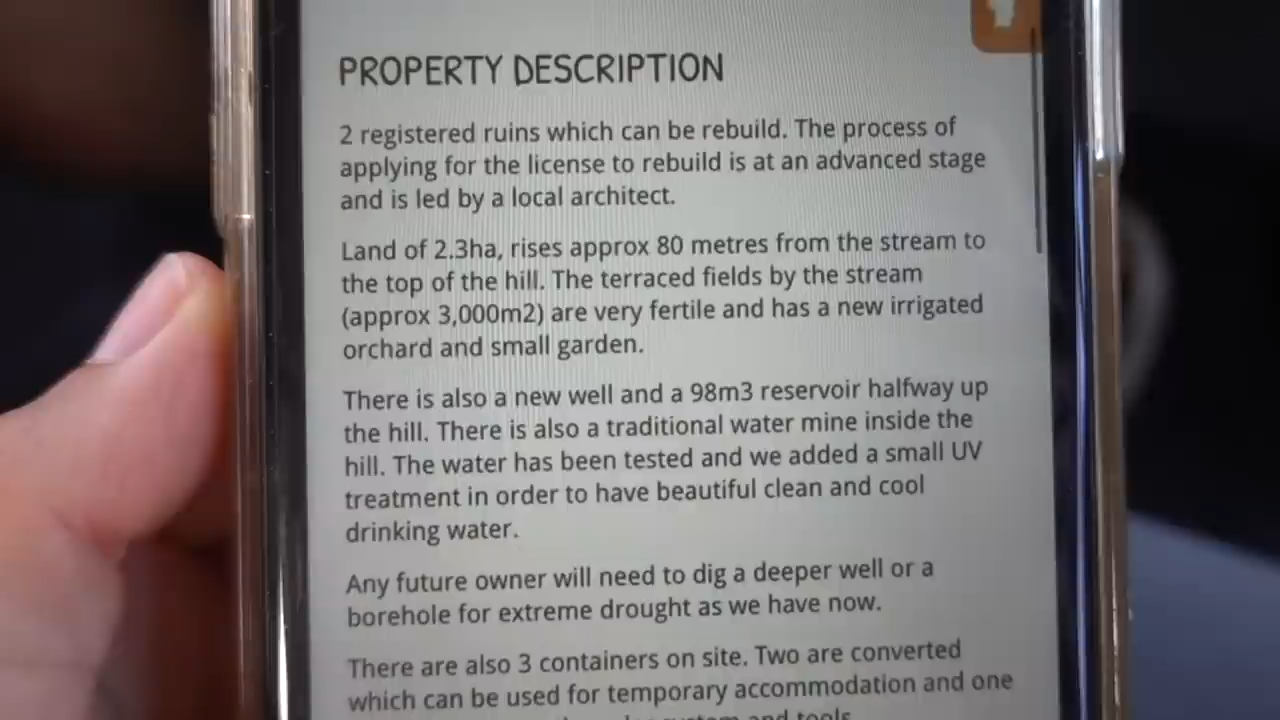 PROPERTY DESCRIPTION
2 registered ruins which can be rebuild. The process of
applying for the license to rebuild is at an advanced stage
and is led by a local architect.
Land of 2.3ha, rises approx 80 metres from the stream to
the top of the hill. The terraced fields by the stream
(approx 3,000m2) are very fertile and has a new irrigated
orchard and small garden.
There is also a new well and a 98m3 reservoir halfway up
the hill. There is also a traditional water mine inside the
hill. The water has been tested and we added a small UV
treatment in order to have beautiful clean and cool
drinking water.
Any future owner will need to dig a deeper well or a
borehole for extreme drought as we have now.
There are also 3 containers on site. Two are converted
which can be used for temporary accommodation and one
and tools